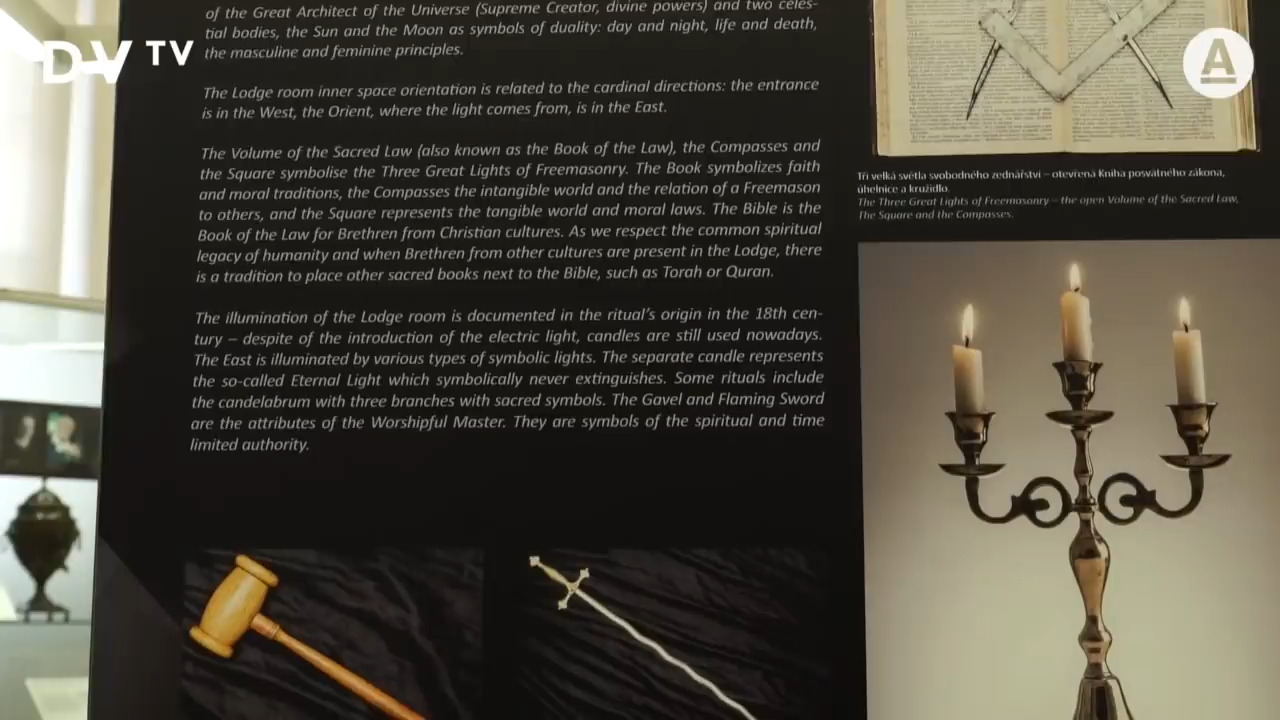 DVTV
A
of the Great Architect of the Universe (Supreme Creator, divine powers) and two celes-
tial bodies, the Sun and the Moon as symbols of duality: day and night, life and death,
the masculine and feminine principles.
The Lodge room inner space orientation is related to the cardinal directions: the entrance
is in the West, the Orient, where the light comes from, is in the East.
The Volume of the Sacred Law (also known as the Book of the Law), the Compasses and
the Square symbolise the Three Great Lights of Freemasonry. The Book symbolizes faith
and moral traditions, the Compasses the intangible world and the relation of a Freemason
to others, and the Square represents the tangible world and moral laws. The Bible is the
Book of the Law for Brethren from Christian cultures. As we respect the common spiritual
legacy of humanity and when Brethren from other cultures are present in the Lodge, there
is a tradition to place other sacred books next to the Bible, such as Torah or Quran.
The illumination of the Lodge room is documented in the ritual's origin in the 18th cen-
tury – despite of the introduction of the electric light, candles are still used nowadays.
The East is illuminated by various types of symbolic lights. The separate candle represents
the so-called Eternal Light which symbolically never extinguishes. Some rituals include
the candelabrum with three branches with sacred symbols. The Gavel and Flaming Sword
are the attributes of the Worshipful Master. They are symbols of the spiritual and time
limited authority.
Tři velká světla svobodného zednářství – otevřená Kniha posvátného zákona,
úhelnice a kružidlo.
The Three Great Lights of Freemasonry – the open Volume of the Sacred Law,
The Square and the Compasses.